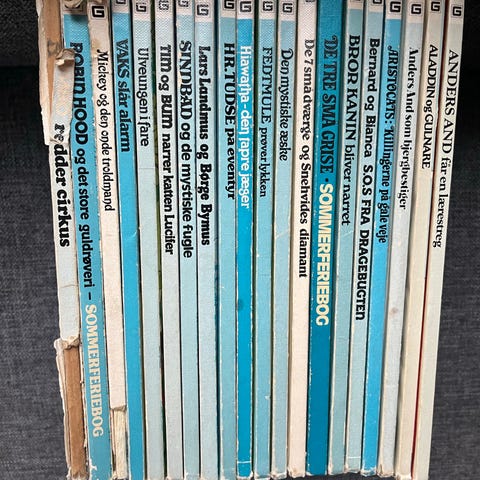 redder cirkus
ROBIN HOOD og det store guldrøveri - SOMMERFERIEBOG
Mickey og den onde troldmand
VAKS slår alarm
Ulveungen i fare
TIM og BUM narrer katten Lucifer
SINDBAD og de mystiske fugle
Lars Landmus og Børge Bymus
HR. TUDSE på eventyr
Hiawatha - den tapre jæger
FEDTMULE prøver lykken
Den mystiske æske
De 7 små dværge og Snehvides diamant
DE TRE SMÅ GRISE - SOMMERFERIEBOG
BROR KANIN bliver narret
Bernard og Bianca S.O.S FRA DRAGEBUGTEN
ARISTOCATS - Killingerne på gale veje
Anders And som bjergbestiger
ALADDIN og GULNARE
ANDERS AND får en lærestreg